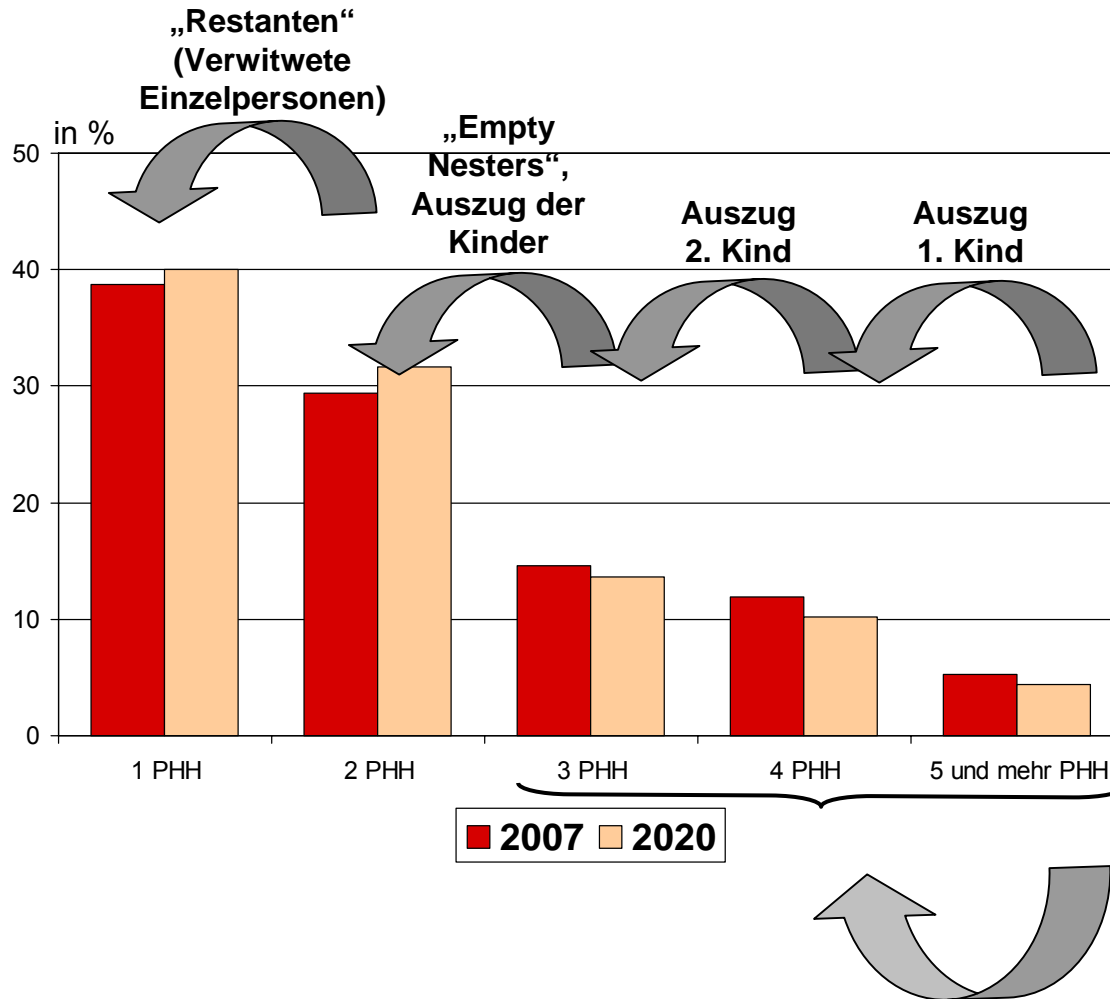 „Restanten“
(Verwitwete
Einzelpersonen)
in %
„Empty
Nesters“,
Auszug der
Kinder
Auszug
2. Kind
Auszug
1. Kind
50
40
30
20
10
0
1 PHH
2 PHH
3 PHH
4 PHH
5 und mehr PHH
2007
2020